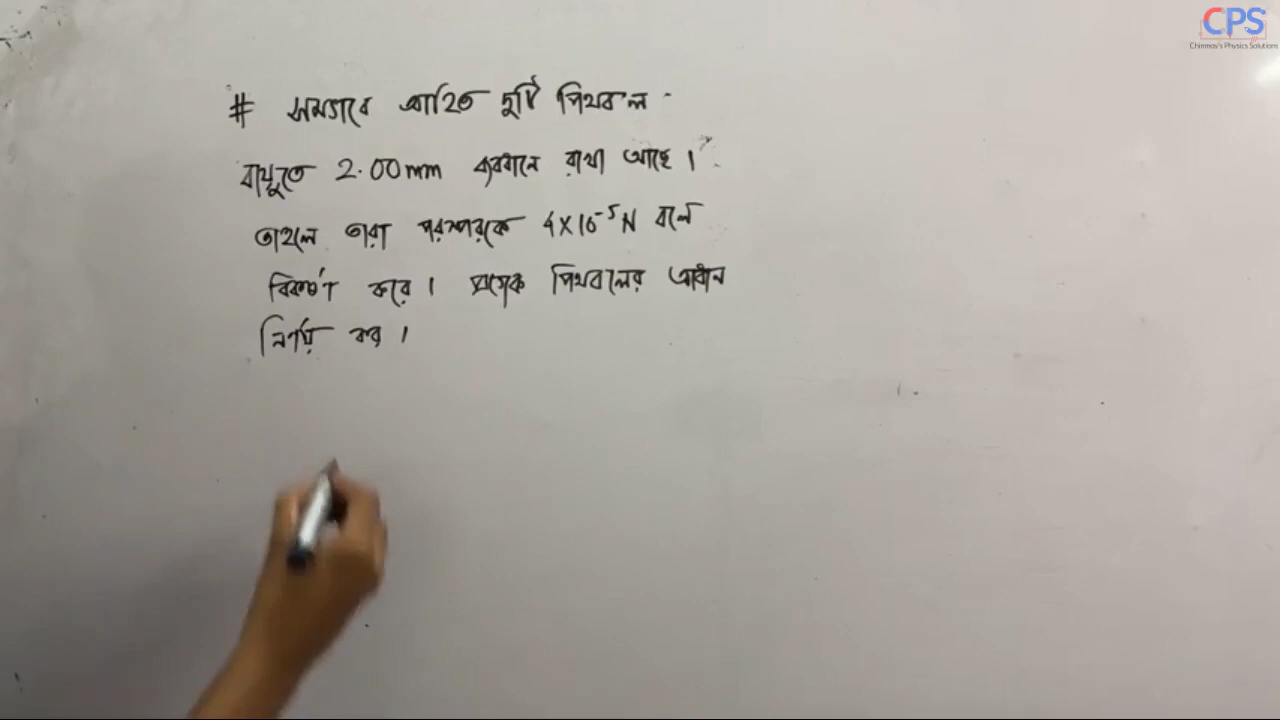 CPS
Chinmoy's Physics Solutions
# সমভাবে আহিত দুটি পিথবল
বায়ুতে 2.00mm ব্যবধানে রাখা আছে।
তাহলে তারা পরস্পরকে 4×10⁻⁵N বলে
বিকর্ষণ করে। প্রত্যেক পিথবলের আধান
নির্ণয় কর।